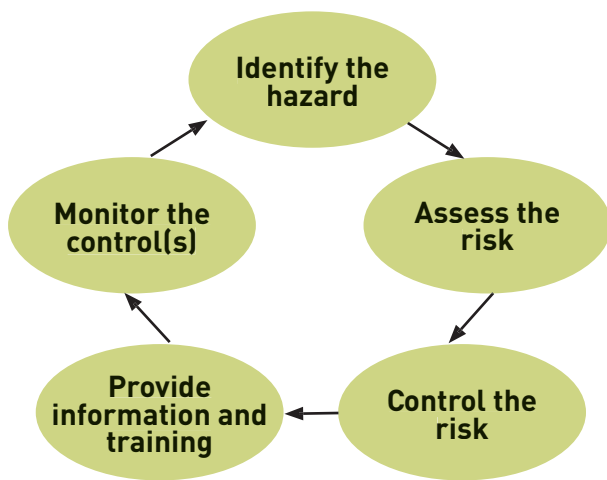 Identify the
hazard
Assess the
risk
Control the
risk
Provide
information and
training
Monitor the
control(s)